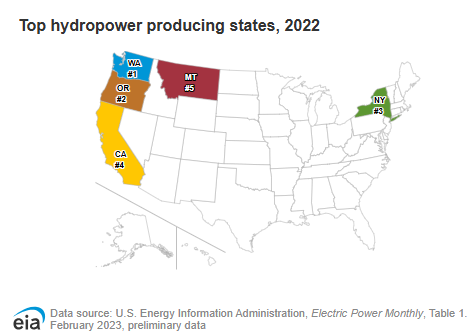 Top hydropower producing states, 2022
WA
#1
OR
#2
MT
#5
NY
#3
CA
#4
eia
Data source: U.S. Energy Information Administration, Electric Power Monthly, Table 1.
February 2023, preliminary data